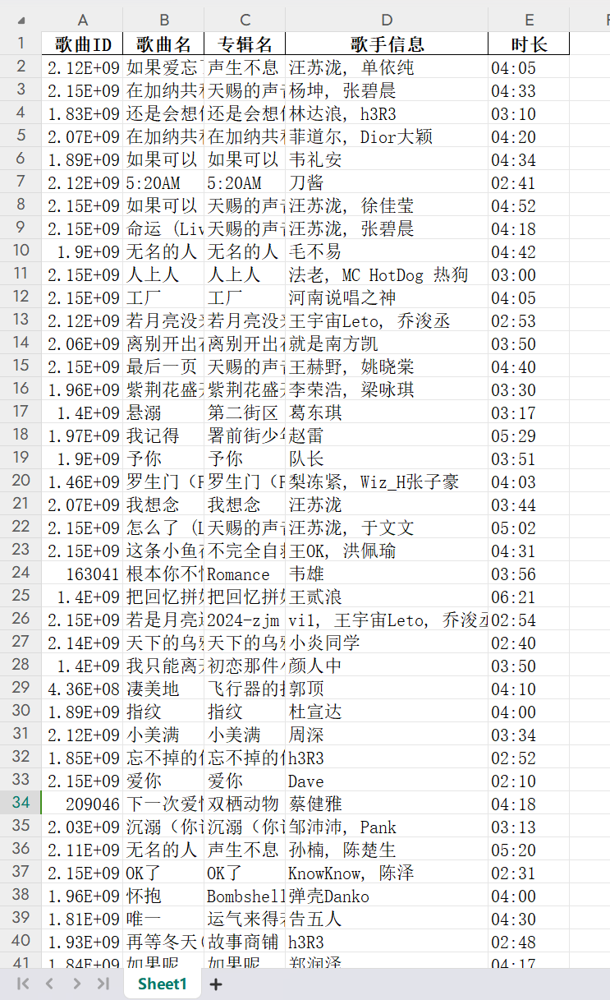 A B C D E F
1 歌曲ID 歌曲名 专辑名 歌手信息 时长
2 2.12E+09 如果爱忘 声生不息 汪苏泷, 单依纯 04:05
3 2.15E+09 在加纳共 天赐的声 杨坤, 张碧晨 04:33
4 1.83E+09 还是会想 还是会想 林达浪, h3R3 03:10
5 2.07E+09 在加纳共 在加纳共 菲道尔, Dior大颖 04:20
6 1.89E+09 如果可以 如果可以 韦礼安 04:34
7 2.12E+09 5:20AM 5:20AM 刀酱 02:41
8 2.15E+09 如果可以 天赐的声 汪苏泷, 徐佳莹 04:52
9 2.15E+09 命运 (Li 天赐的声 汪苏泷, 张碧晨 04:18
10 1.9E+09 无名的人 无名的人 毛不易 04:42
11 2.15E+09 人上人 人上人 法老, MC HotDog 热狗 03:00
12 2.15E+09 工厂 工厂 河南说唱之神 04:05
13 2.12E+09 若月亮没 若月亮没 王宇宙Leto, 乔浚丞 02:53
14 2.06E+09 离别开出 离别开出 就是南方凯 03:50
15 2.15E+09 最后一页 天赐的声 王赫野, 姚晓棠 04:40
16 1.96E+09 紫荆花盛 紫荆花盛 李荣浩, 梁咏琪 03:30
17 1.4E+09 悬溺 第二街区 葛东琪 03:17
18 1.97E+09 我记得 署前街少 赵雷 05:29
19 1.9E+09 予你 予你 队长 03:51
20 1.46E+09 罗生门（ 罗生门（ 梨冻紧, Wiz_H张子豪 04:03
21 2.07E+09 我想念 我想念 汪苏泷 03:44
22 2.15E+09 怎么了 ( 天赐的声 汪苏泷, 于文文 05:02
23 2.15E+09 这条小鱼 不完全自 王OK, 洪佩瑜 04:31
24 163041 根本你不 Romance 韦雄 03:56
25 1.4E+09 把回忆拼 把回忆拼 王贰浪 06:21
26 2.15E+09 若是月亮 2024-zjm vil, 王宇宙Leto, 乔浚 02:54
27 2.14E+09 天下的乌 天下的乌 小炎同学 02:40
28 1.4E+09 我只能离 初恋那件 颜人中 03:50
29 4.36E+08 凄美地 飞行器的 郭顶 04:10
30 1.89E+09 指纹 指纹 杜宣达 04:00
31 2.12E+09 小美满 小美满 周深 03:34
32 1.85E+09 忘不掉的 忘不掉的 h3R3 02:52
33 2.15E+09 爱你 爱你 Dave 02:10
34 209046 下一次爱 双栖动物 蔡健雅 04:18
35 2.03E+09 沉溺（你 沉溺（你 邹沛沛, Pank 03:13
36 2.11E+09 无名的人 声生不息 孙楠, 陈楚生 05:20
37 2.15E+09 OK了 OK了 KnowKnow, 陈泽 02:31
38 1.96E+09 怀抱 Bombshell 弹壳Danko 04:00
39 1.81E+09 唯一 运气来得 告五人 04:30
40 1.93E+09 再等冬天 故事商铺 h3R3 02:48
41 1.84E+09 如果呢 如果呢 郑润泽 04:17
Sheet1